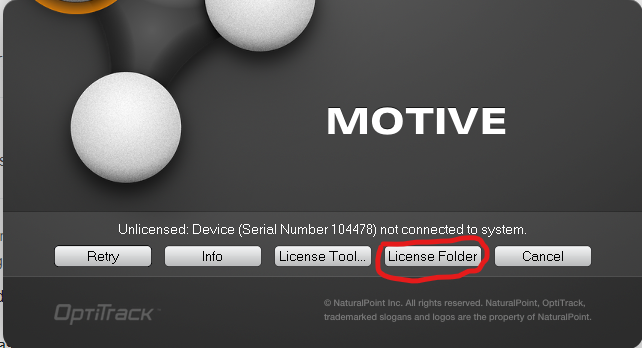 MOTIVE
Unlicensed: Device (Serial Number 104478) not connected to system.
Retry Info License Tool... License Folder Cancel
OptiTrack™
© NaturalPoint Inc. All rights reserved. NaturalPoint, OptiTrack,
trademarked slogans and logos are the property of NaturalPoint.